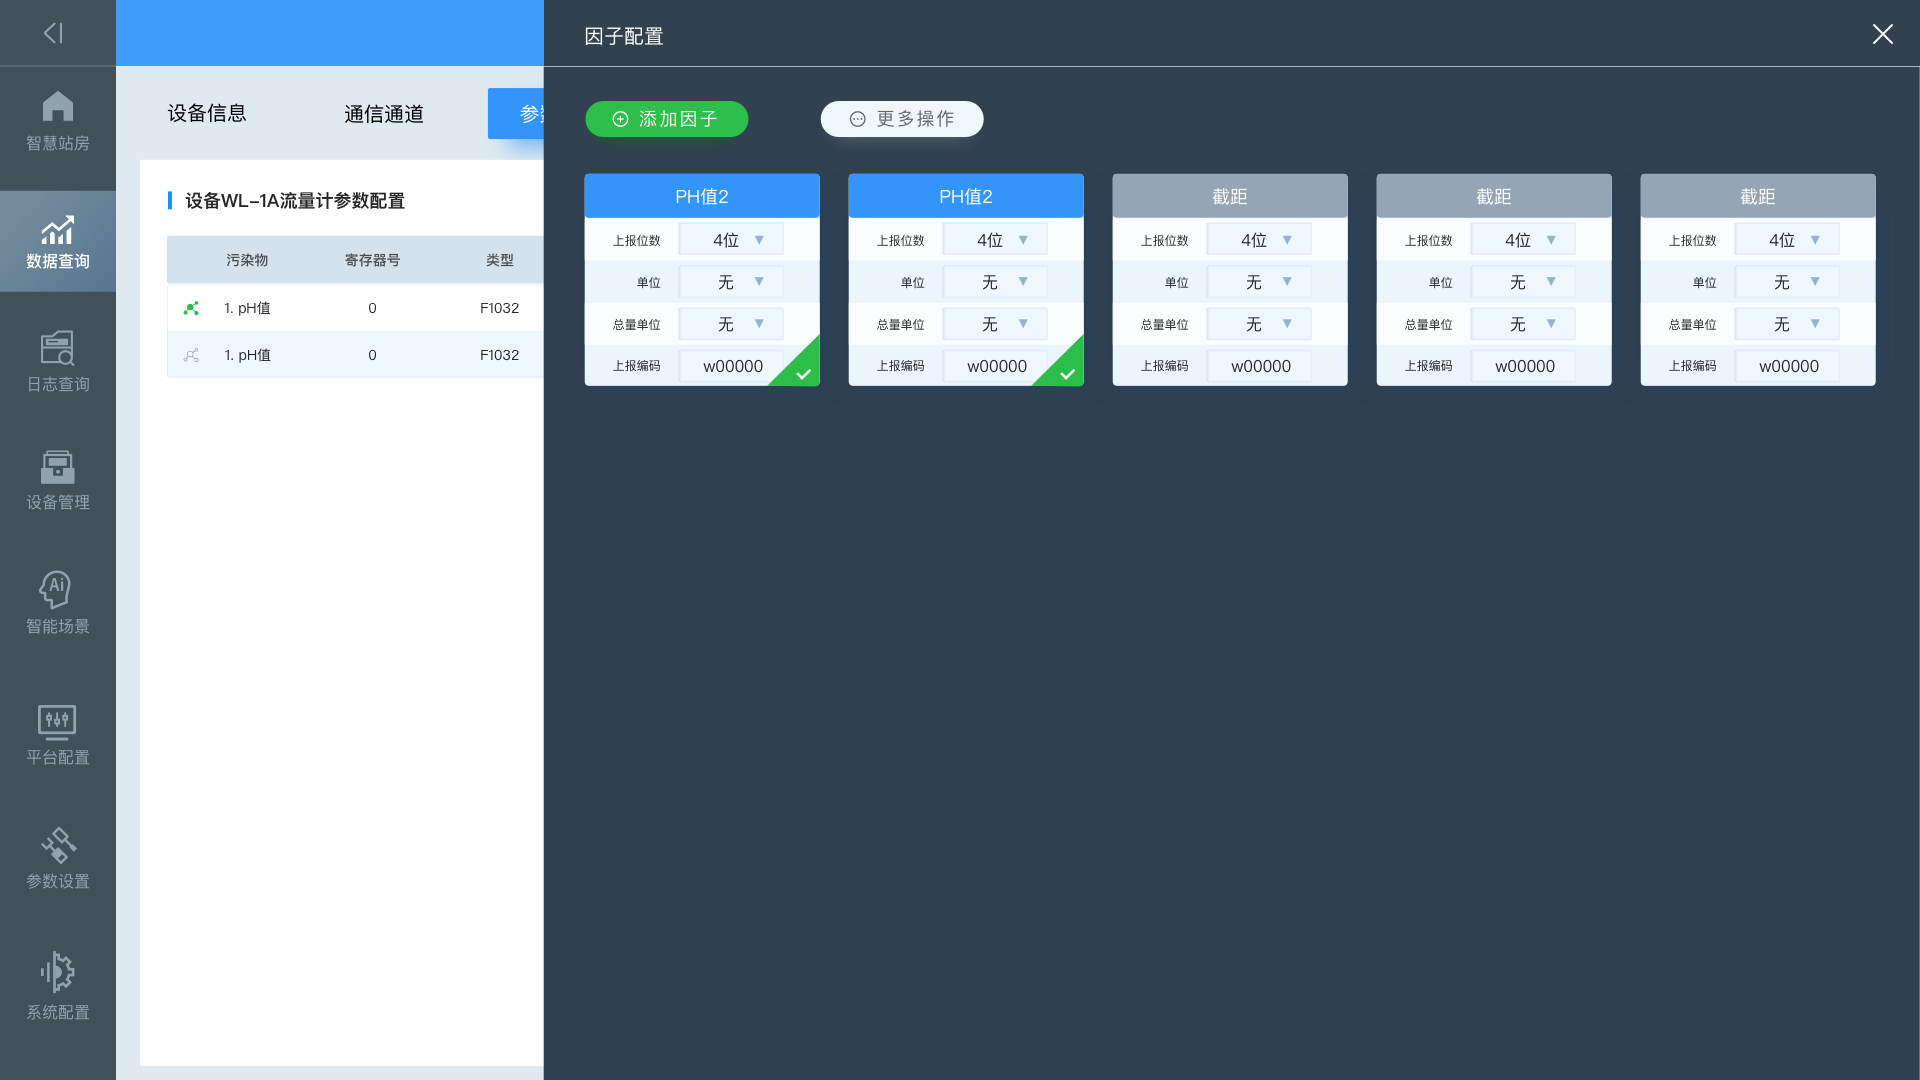 智慧站房
数据查询
日志查询
设备管理
Ai
智能场景
平台配置
参数设置
系统配置
设备信息
通信通道
设备WL-1A流量计参数配置
污染物 寄存器号 类型
1. pH值 0 F1032
1. pH值 0 F1032
因子配置
添加因子
更多操作
PH值2
上报位数 4位
单位 无
总量单位 无
上报编码 w00000
PH值2
上报位数 4位
单位 无
总量单位 无
上报编码 w00000
截距
上报位数 4位
单位 无
总量单位 无
上报编码 w00000
截距
上报位数 4位
单位 无
总量单位 无
上报编码 w00000
截距
上报位数 4位
单位 无
总量单位 无
上报编码 w00000